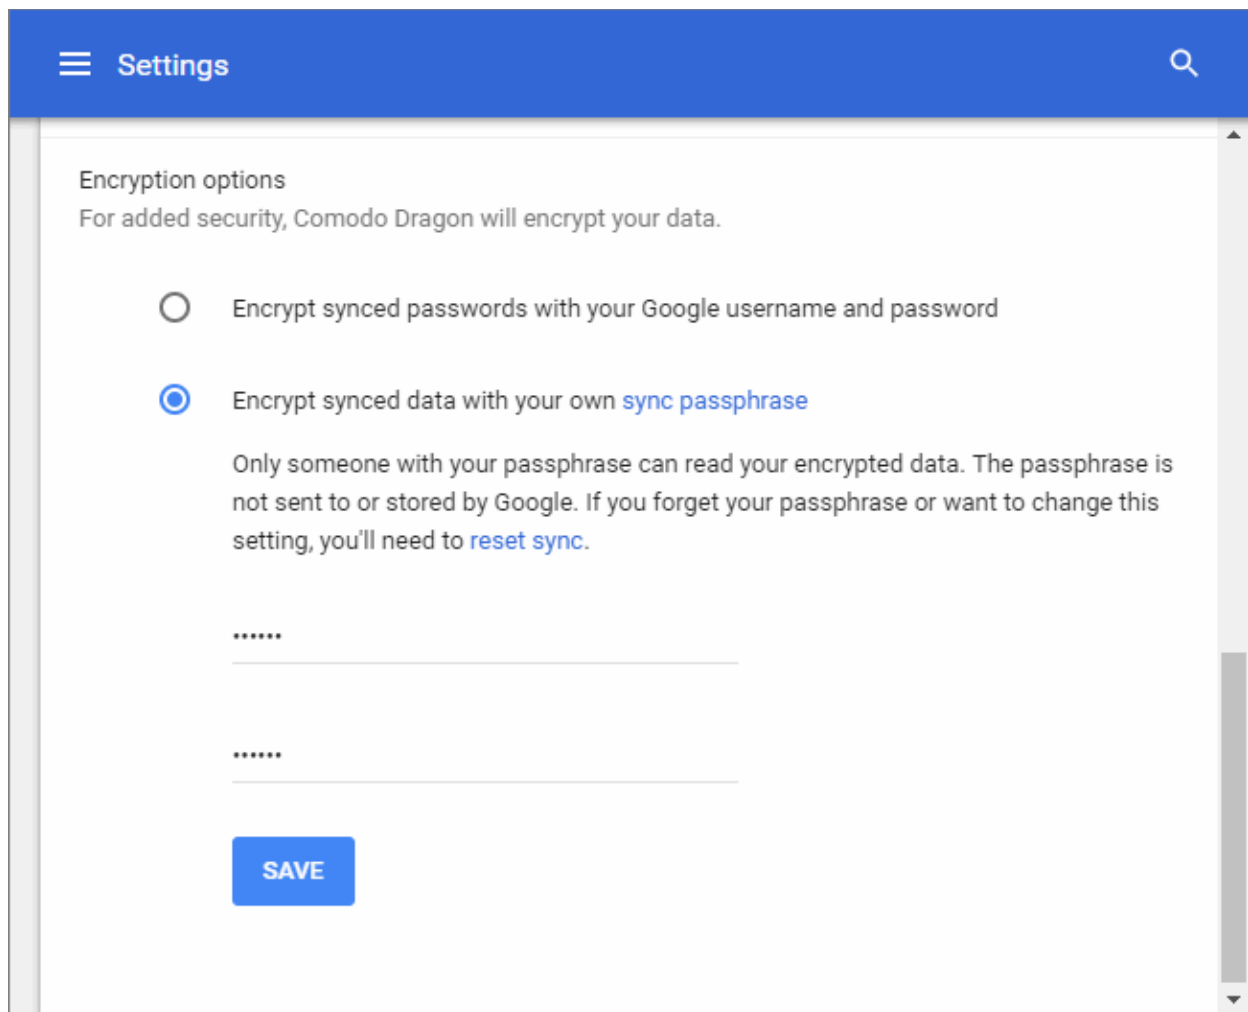 Settings
Encryption options
For added security, Comodo Dragon will encrypt your data.
Encrypt synced passwords with your Google username and password
Encrypt synced data with your own sync passphrase
Only someone with your passphrase can read your encrypted data. The passphrase is
not sent to or stored by Google. If you forget your passphrase or want to change this
setting, you'll need to reset sync.
••••••
••••••
SAVE